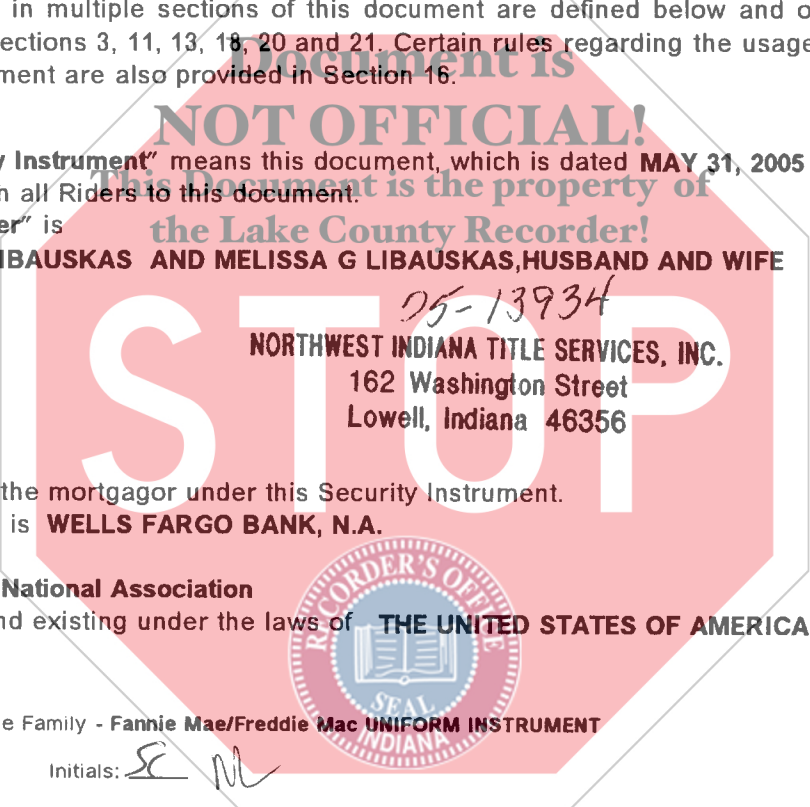 in multiple sections of this document are defined below and o
ections 3, 11, 13, 18, 20 and 21. Certain rules regarding the usage
Document is
ment are also provided in Section 16.
NOT OFFICIAL!
y Instrument" means this document, which is dated MAY 31, 2005
This Document is the property of
h all Riders to this document.
er" is
the Lake County Recorder!
IBAUSKAS AND MELISSA G LIBAUSKAS,HUSBAND AND WIFE
05-13934
STOP
NORTHWEST INDIANA TITLE SERVICES, INC.
162 Washington Street
Lowell, Indiana 46356
the mortgagor under this Security Instrument.
is WELLS FARGO BANK, N.A.
National Association
nd existing under the laws of THE UNITED STATES OF AMERICA
RECORDER'S OFFICE
SEAL
INDIANA
e Family - Fannie Mae/Freddie Mac UNIFORM INSTRUMENT
Initials: